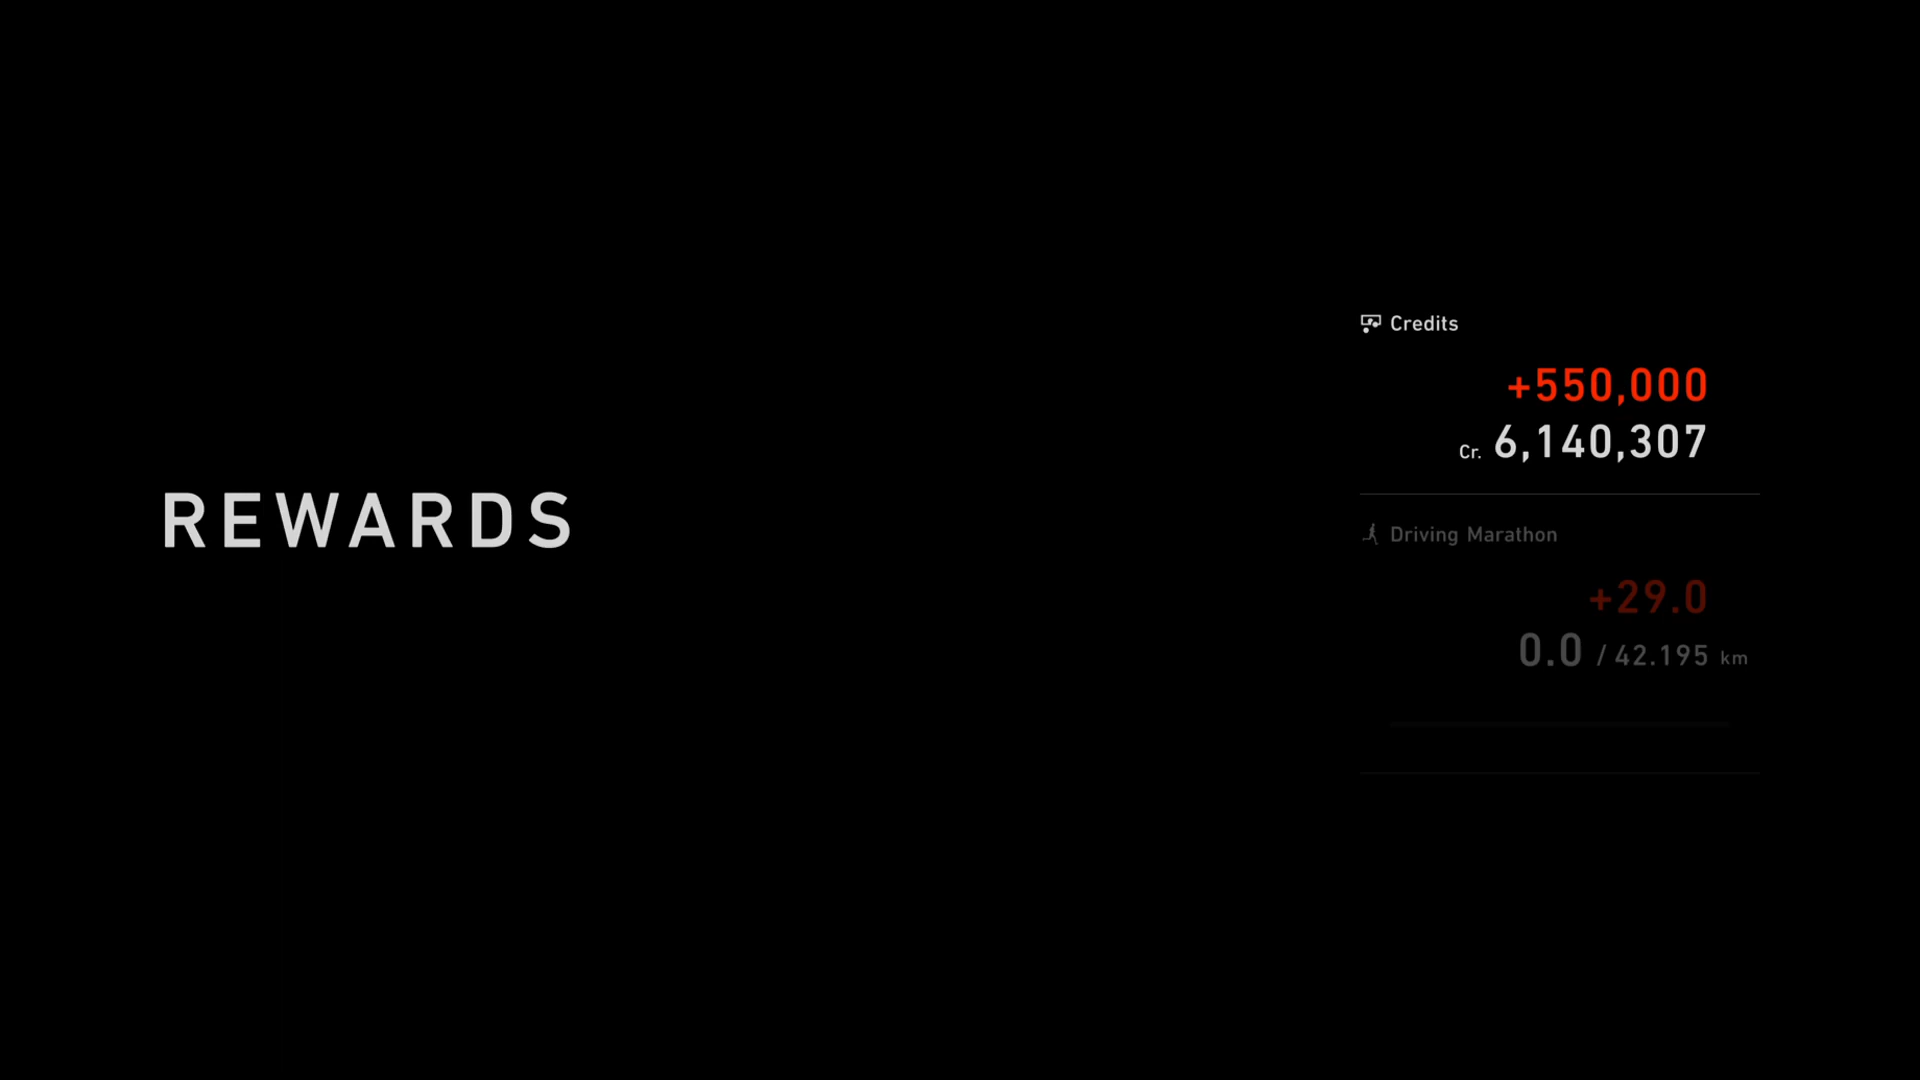 REWARDS
Credits
+550,000
Cr. 6,140,307
Driving Marathon
+29.0
0.0 / 42.195 km